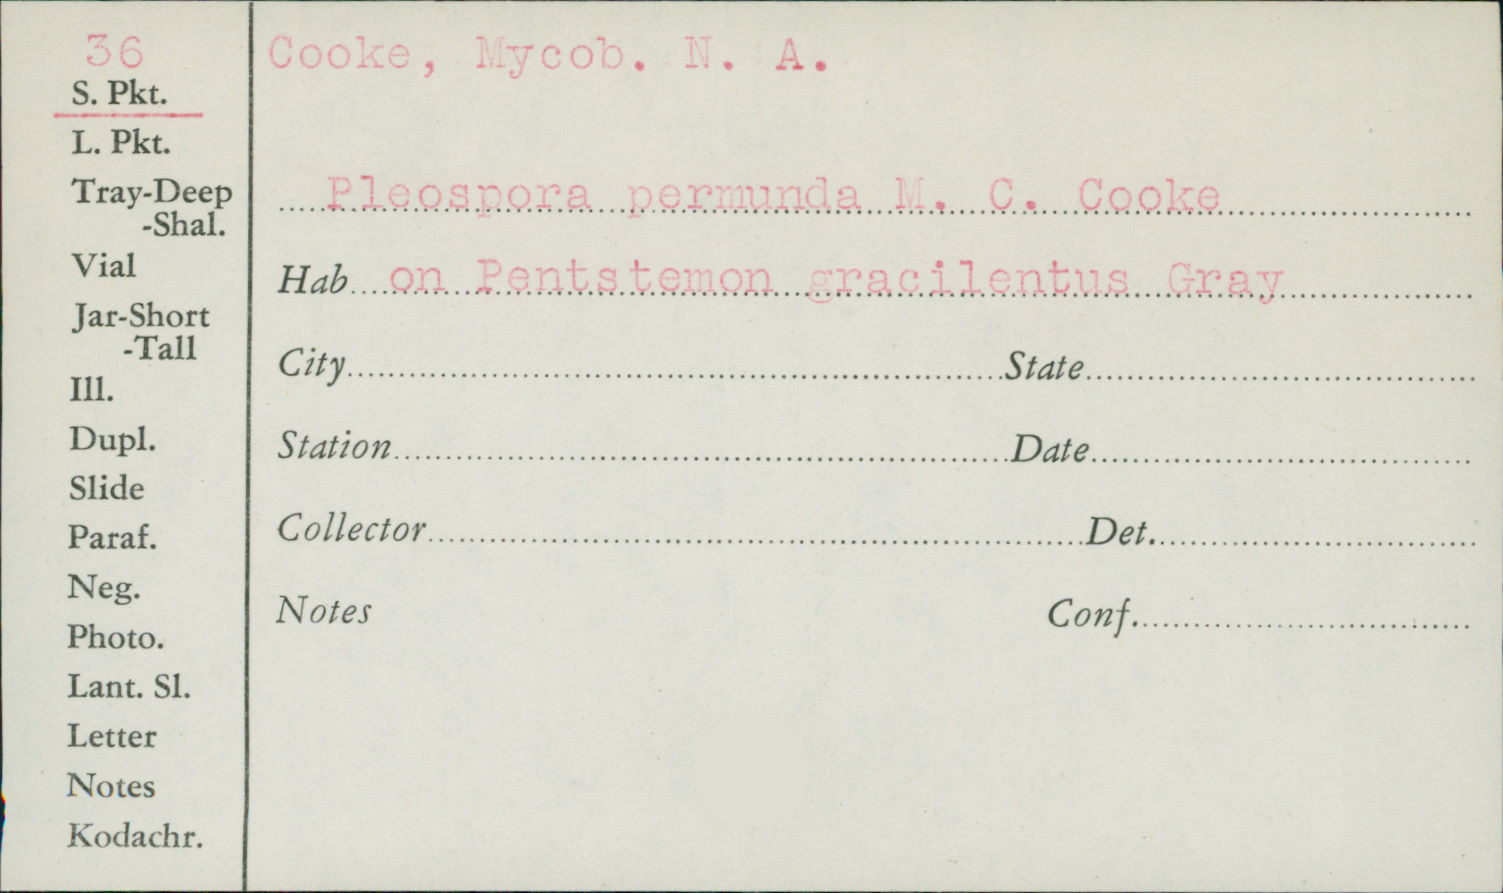 36
S. Pkt.
L. Pkt.
Tray-Deep
-Shal.
Vial
Jar-Short
-Tall
Ill.
Dupl.
Slide
Paraf.
Neg.
Photo.
Lant. Sl.
Letter
Notes
Kodachr.
Cooke, Mycob. N. A.
Pleospora permunda M. C. Cooke
Hab. on Pentstemon gracilentus Gray
City State
Station Date
Collector Det.
Notes Conf.